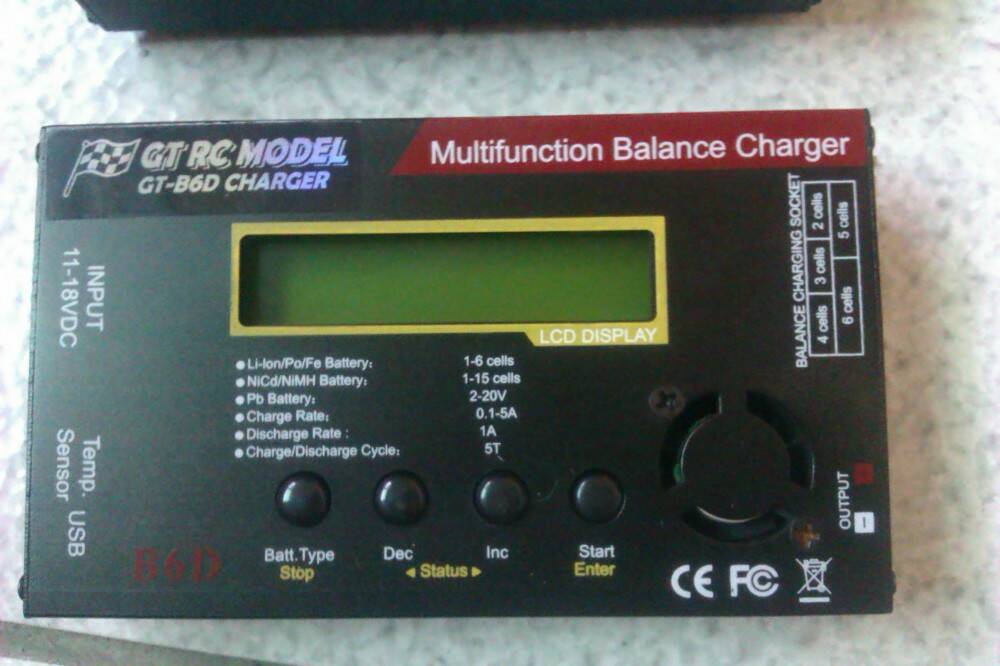 GT RC MODEL
GT-B6D CHARGER
Multifunction Balance Charger
INPUT
11-18VDC
Temp.
Sensor USB
LCD DISPLAY
BALANCE CHARGING SOCKET
4 cells 3 cells 2 cells
6 cells 5 cells
Li-Ion/Po/Fe Battery: 1-6 cells
NiCd/NiMH Battery: 1-15 cells
Pb Battery: 2-20V
Charge Rate: 0.1-5A
Discharge Rate : 1A
Charge/Discharge Cycle: 5T
Batt.Type Dec Inc Start
Stop ◄ Status ► Enter
B6D
OUTPUT
CE FC